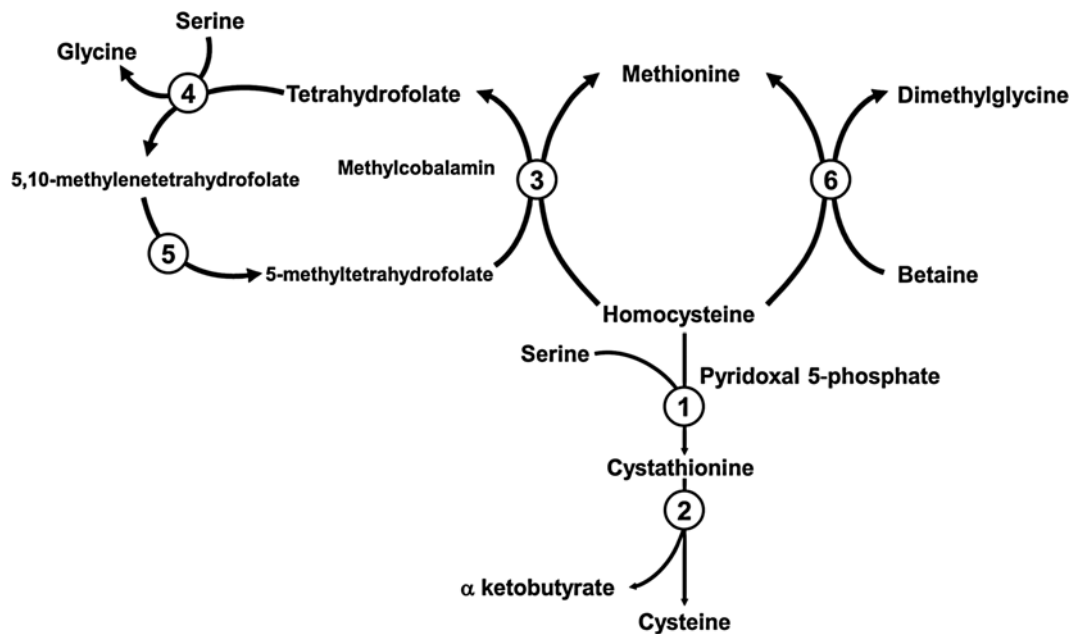 Serine
Glycine
4
Tetrahydrofolate
Methionine
Dimethylglycine
5,10-methylenetetrahydrofolate
Methylcobalamin
3
6
5
5-methyltetrahydrofolate
Betaine
Homocysteine
Serine
Pyridoxal 5-phosphate
1
Cystathionine
2
α ketobutyrate
Cysteine